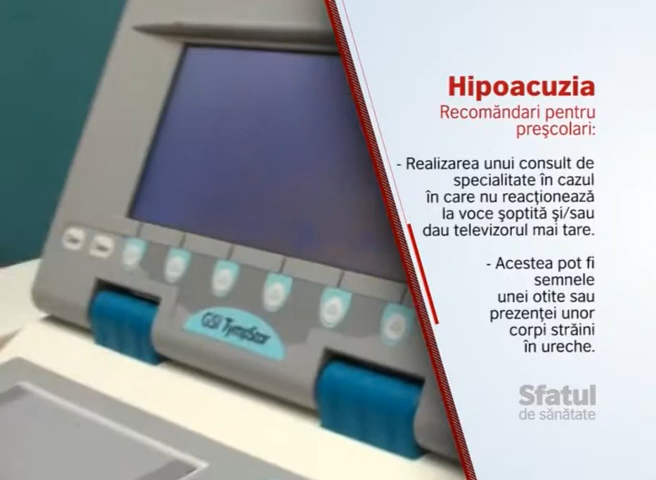 Hipoacuzia
Recomăndari pentru
preşcolari:
- Realizarea unui consult de
specialitate în cazul
în care nu reacţionează
la voce şoptită şi/sau
dau televizorul mai tare.
- Acestea pot fi
semnele
unei otite sau
prezenţei unor
corpi străini
în ureche.
Sfatul
de sănătate
GSI TympStar